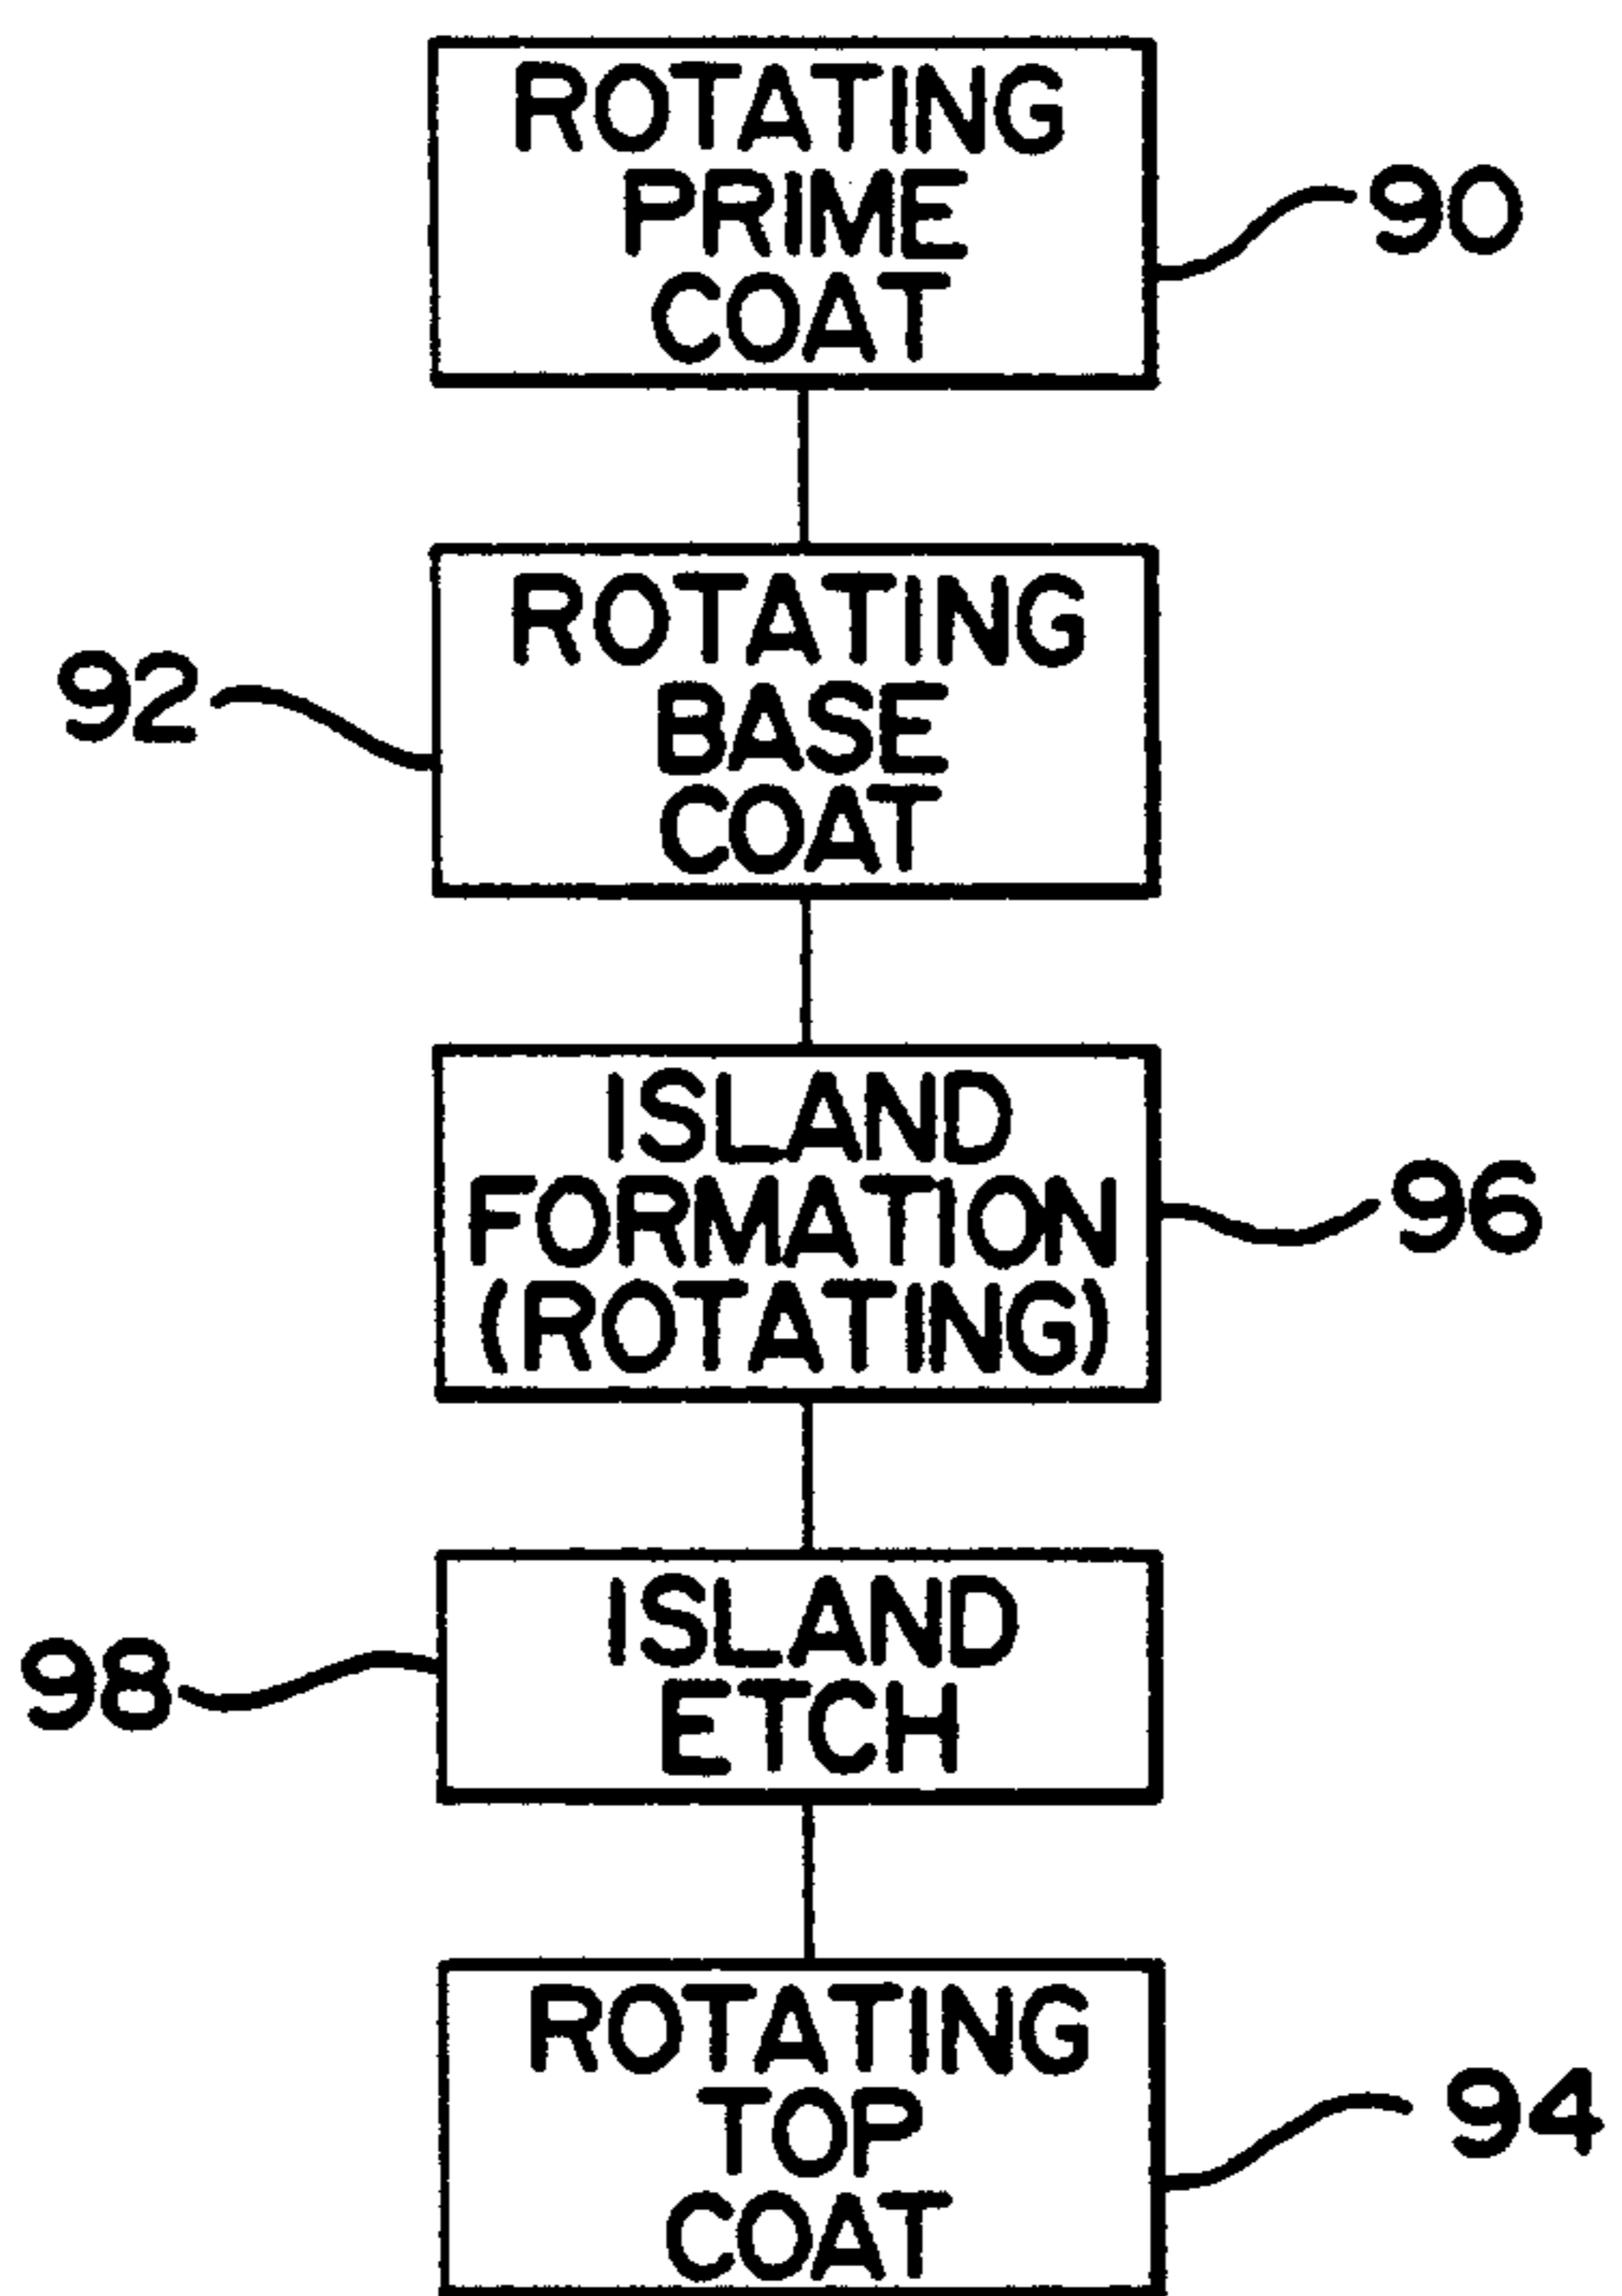 ROTATING
PRIME
COAT
90
ROTATING
BASE
COAT
92
ISLAND
FORMATION
(ROTATING)
96
ISLAND
ETCH
98
ROTATING
TOP
COAT
94